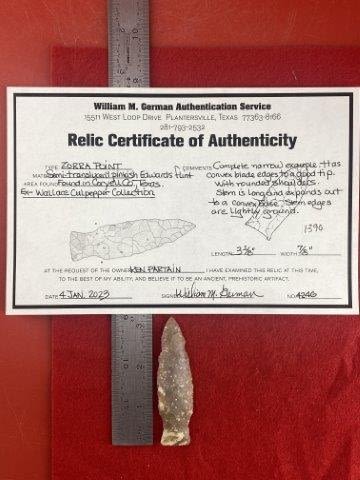 William M. German Authentication Service
15511 West Loop Drive Plantersville, Texas 77363-8166
281-793-2532
Relic Certificate of Authenticity
TYPE ZORRA POINT
MATERIAL Semi-translucent pinkish Edwards flint
AREA FOUND Found in Coryell Co., Texas.
Ex-Wallace Culpepper Collection
COMMENTS Complete narrow example. Has
convex blade edges to a good tip.
With rounded shoulders.
Stem is long and expands out
to a convex base. Stem edges
are Lightly ground.
1590
LENGTH 3 WIDTH 7/8"
AT THE REQUEST OF THE OWNER KEN PARTAIN I HAVE EXAMINED THIS RELIC AT THIS TIME,
TO THE BEST OF MY ABILITY, AND BELIEVE IT TO BE AN ANCIENT, PREHISTORIC ARTIFACT.
DATE 4 JAN. 2023 SIGNED William M. German NO. 4246